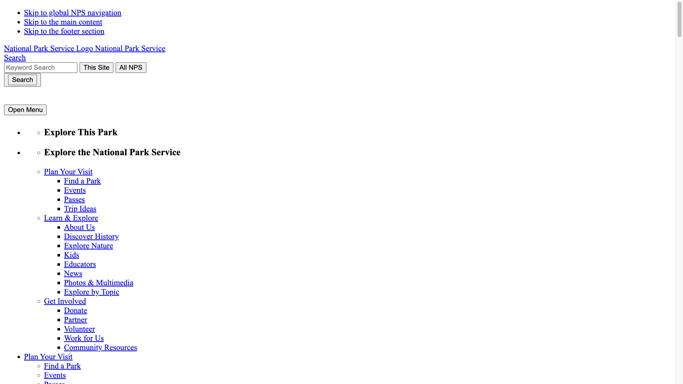 Skip to global NPS navigation
Skip to the main content
Skip to the footer section
National Park Service Logo National Park Service
Search
Keyword Search This Site All NPS
Search
Open Menu
Explore This Park
Explore the National Park Service
Plan Your Visit
Find a Park
Events
Passes
Trip Ideas
Learn & Explore
About Us
Discover History
Explore Nature
Kids
Educators
News
Photos & Multimedia
Explore by Topic
Get Involved
Donate
Partner
Volunteer
Work for Us
Community Resources
Plan Your Visit
Find a Park
Events